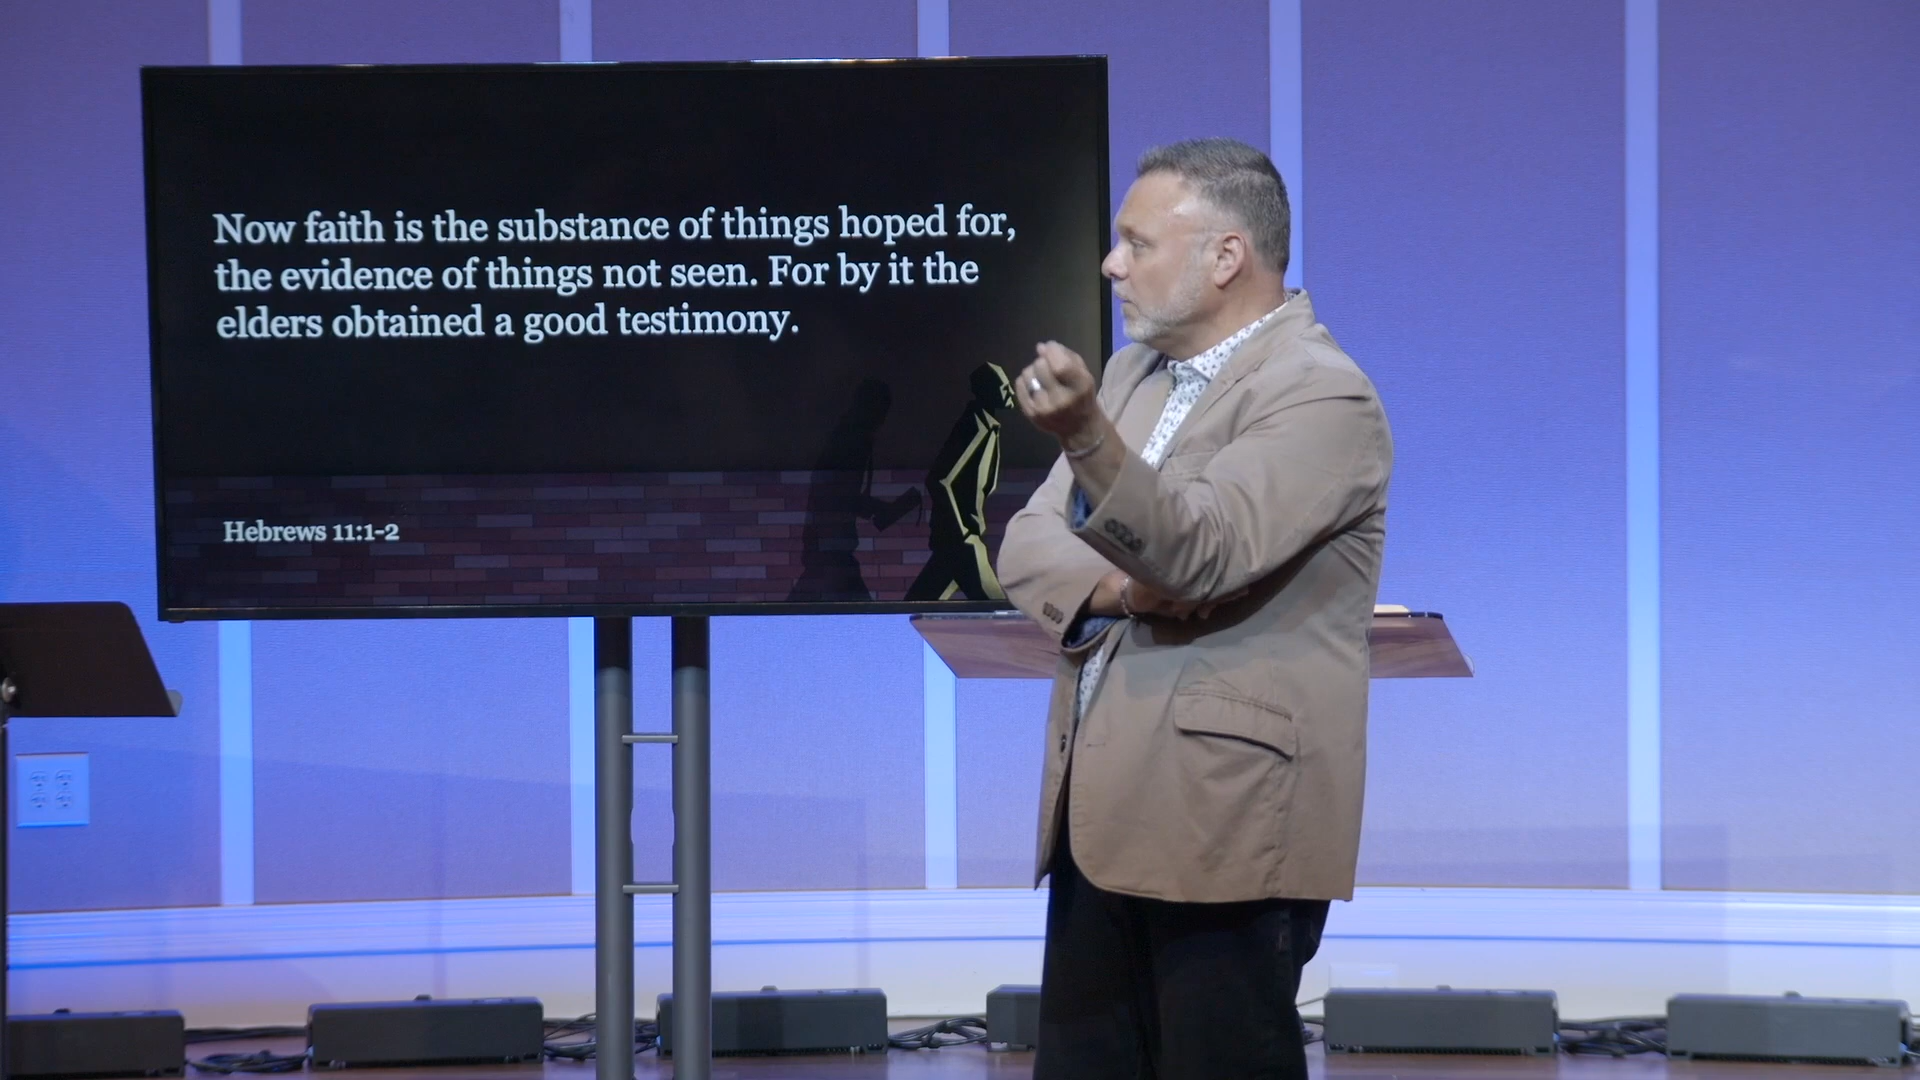 Now faith is the substance of things hoped for,
the evidence of things not seen. For by it the
elders obtained a good testimony.
Hebrews 11:1-2